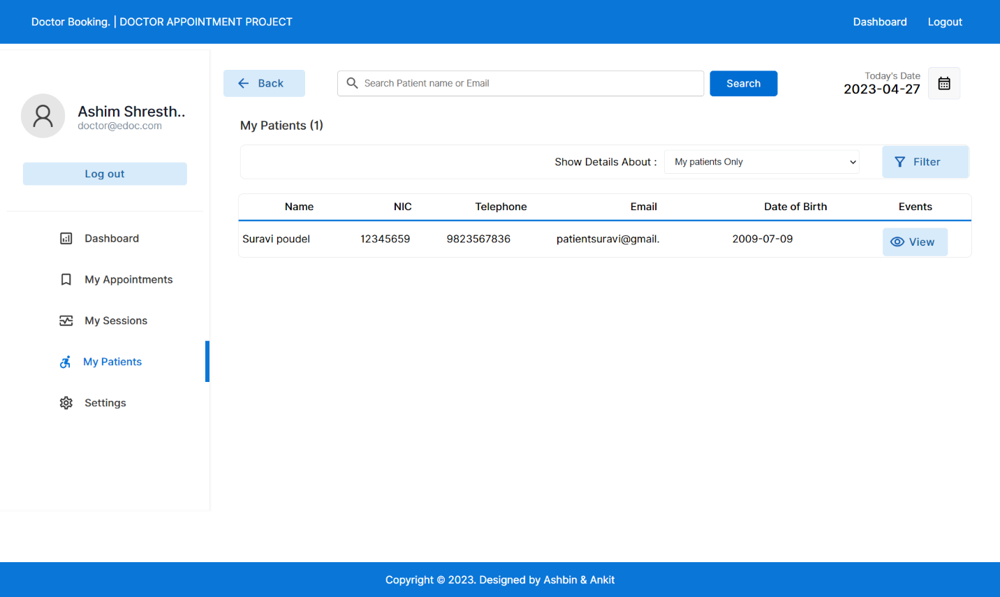 Doctor Booking. | DOCTOR APPOINTMENT PROJECT
Dashboard Logout
Ashim Shresth..
doctor@edoc.com
Log out
Dashboard
My Appointments
My Sessions
My Patients
Settings
Back
Search Patient name or Email
Search
Today's Date
2023-04-27
My Patients (1)
Show Details About : My patients Only Filter
Name NIC Telephone Email Date of Birth Events
Suravi poudel 12345659 9823567836 patientsuravi@gmail. 2009-07-09 View
Copyright © 2023. Designed by Ashbin & Ankit